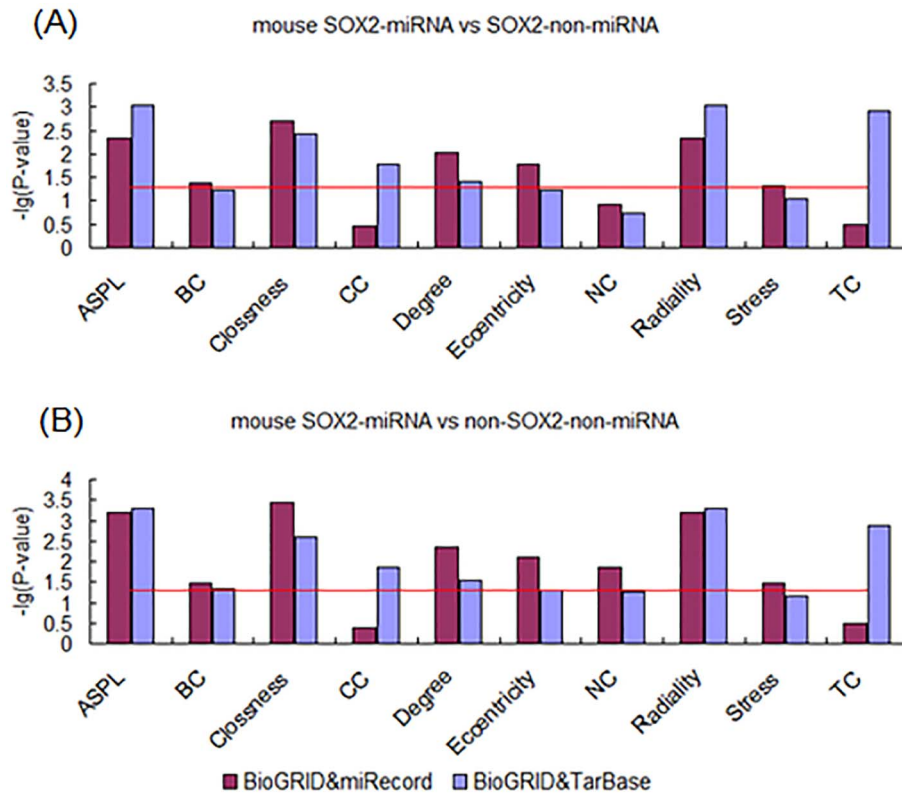 (A)
mouse SOX2-miRNA vs SOX2-non-miRNA
-lg(P-value)
3.5
3
2.5
2
1.5
1
0.5
0
ASPL BC Clossness CC Degree Eccentricity NC Radiality Stress TC
(B)
mouse SOX2-miRNA vs non-SOX2-non-miRNA
-lg(P-value)
4
3.5
3
2.5
2
1.5
1
0.5
0
ASPL BC Clossness CC Degree Eccentricity NC Radiality Stress TC
BioGRID&miRecord BioGRID&TarBase